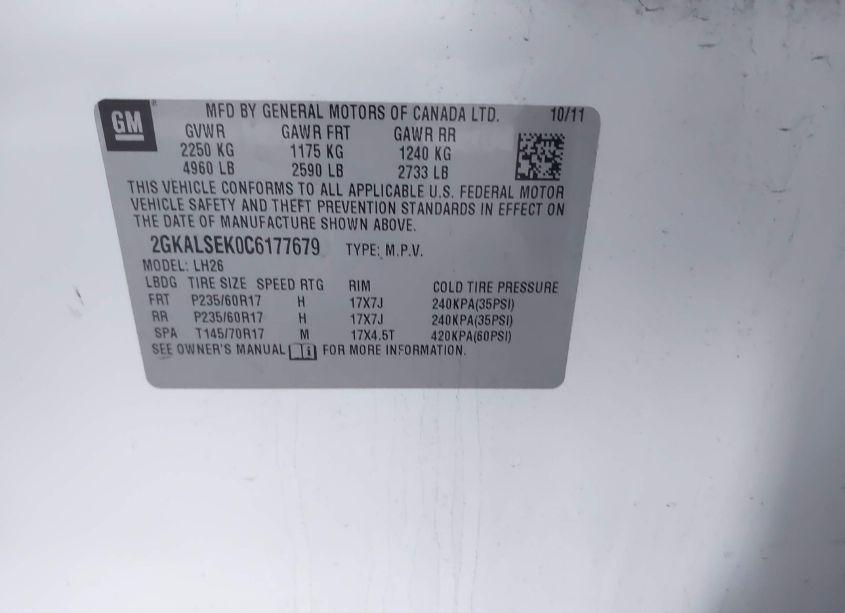 GM ® MFD BY GENERAL MOTORS OF CANADA LTD. 10/11
GVWR GAWR FRT GAWR RR
2250 KG 1175 KG 1240 KG
4960 LB 2590 LB 2733 LB
THIS VEHICLE CONFORMS TO ALL APPLICABLE U.S. FEDERAL MOTOR
VEHICLE SAFETY AND THEFT PREVENTION STANDARDS IN EFFECT ON
THE DATE OF MANUFACTURE SHOWN ABOVE.
2GKALSEK0C6177679 TYPE: M.P.V.
MODEL: LH26
LBDG TIRE SIZE SPEED RTG RIM COLD TIRE PRESSURE
FRT P235/60R17 H 17X7J 240KPA(35PSI)
RR P235/60R17 H 17X7J 240KPA(35PSI)
SPA T145/70R17 M 17X4.5T 420KPA(60PSI)
SEE OWNER'S MANUAL FOR MORE INFORMATION.